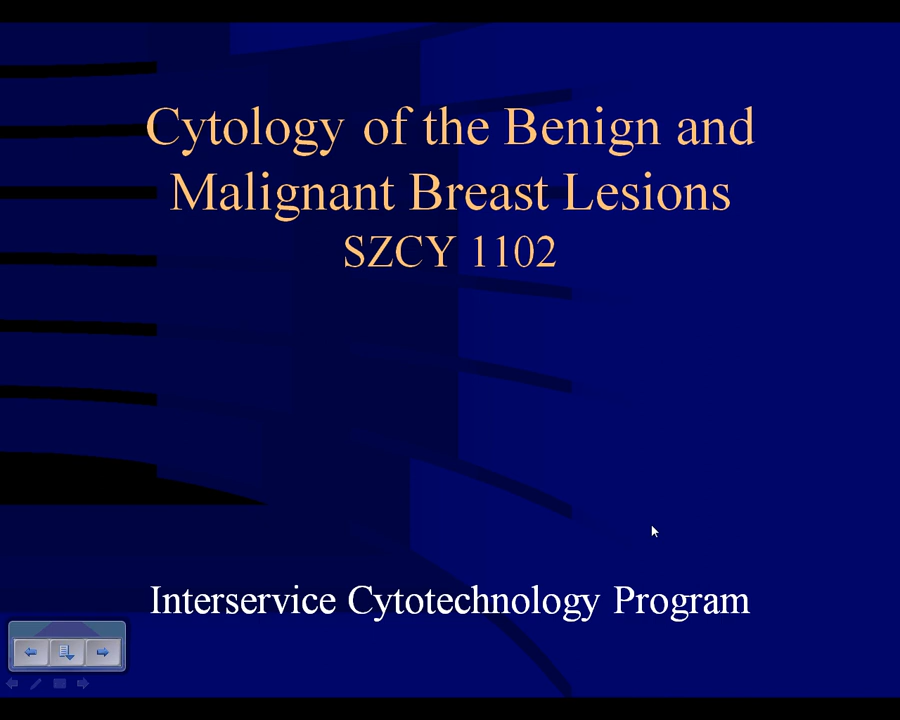 Cytology of the Benign and
Malignant Breast Lesions
SZCY 1102
Interservice Cytotechnology Program